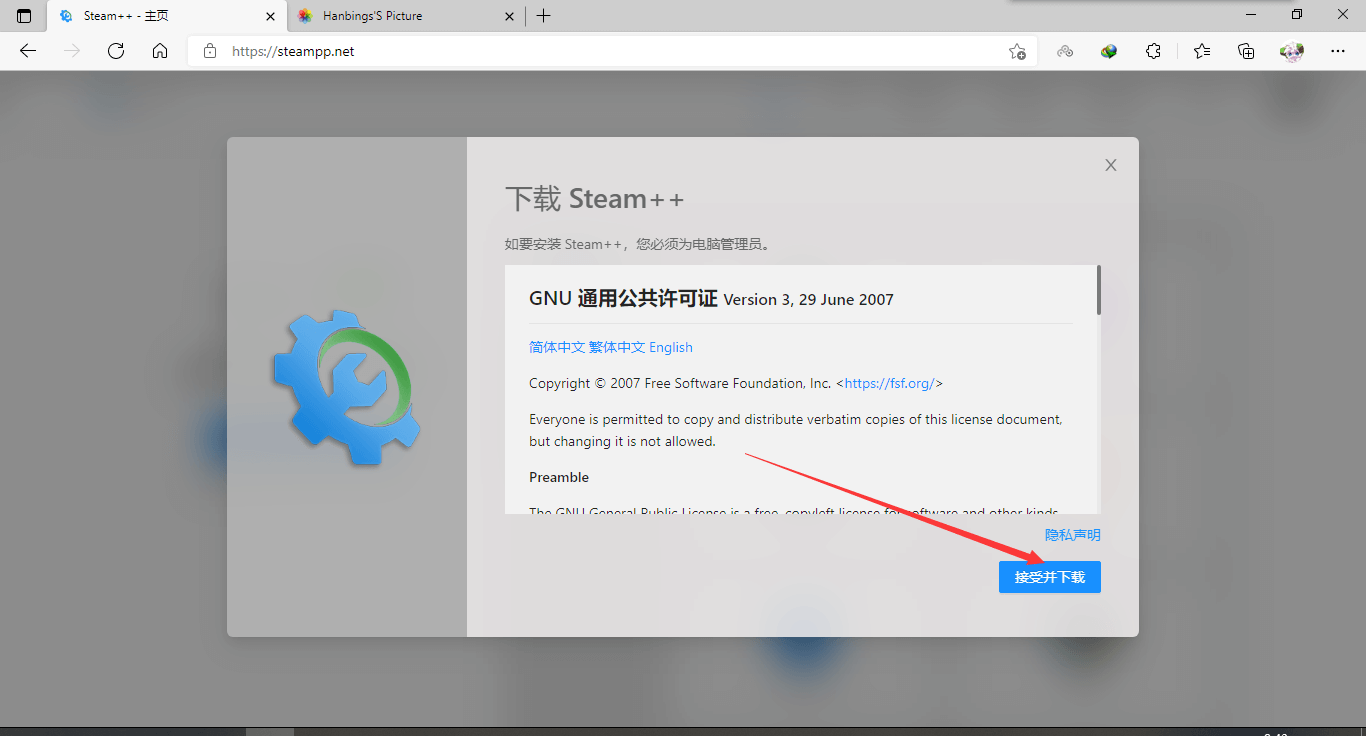 Steam++ - 主页
Hanbings'S Picture
https://steampp.net
下载 Steam++
如要安装 Steam++，您必须为电脑管理员。
GNU 通用公共许可证 Version 3, 29 June 2007
简体中文 繁体中文 English
Copyright © 2007 Free Software Foundation, Inc. <https://fsf.org/>
Everyone is permitted to copy and distribute verbatim copies of this license document,
but changing it is not allowed.
Preamble
The GNU General Public License is a free, copyleft license for software and other kinds
隐私声明
接受并下载